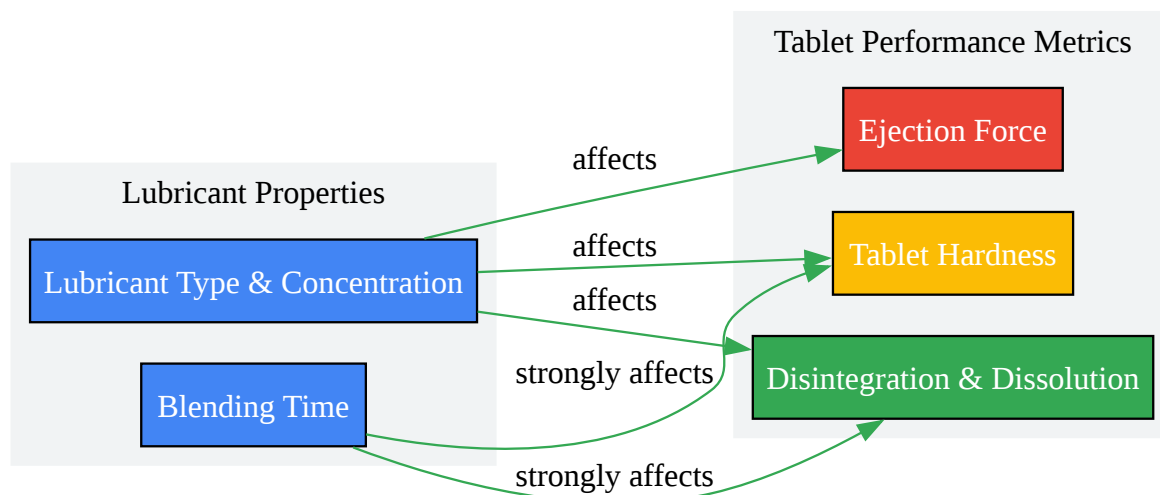 Tablet Performance Metrics
Ejection Force
affects
Lubricant Properties
affects
Tablet Hardness
Lubricant Type & Concentration
affects
strongly affects
Disintegration & Dissolution
Blending Time
strongly affects